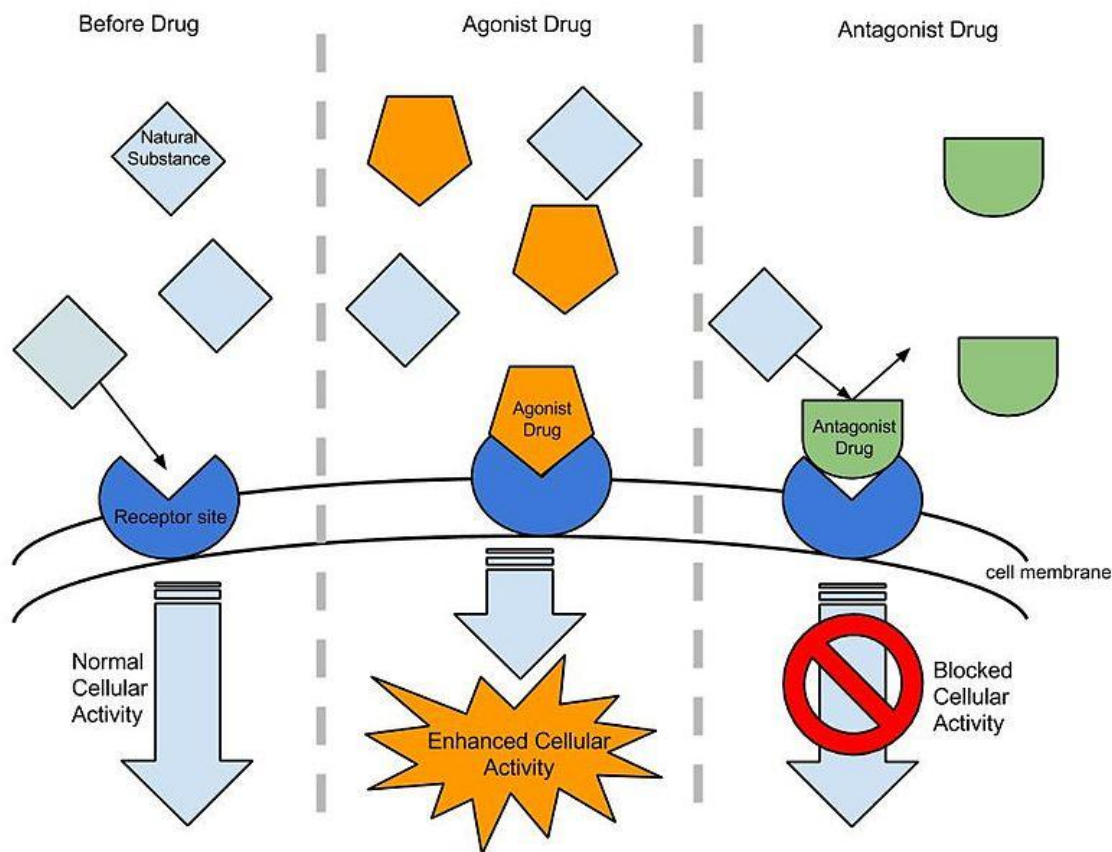 Before Drug
Agonist Drug
Antagonist Drug
Natural
Substance
Agonist
Drug
Antagonist
Drug
Receptor site
cell membrane
Normal
Cellular
Activity
Enhanced Cellular
Activity
Blocked
Cellular
Activity